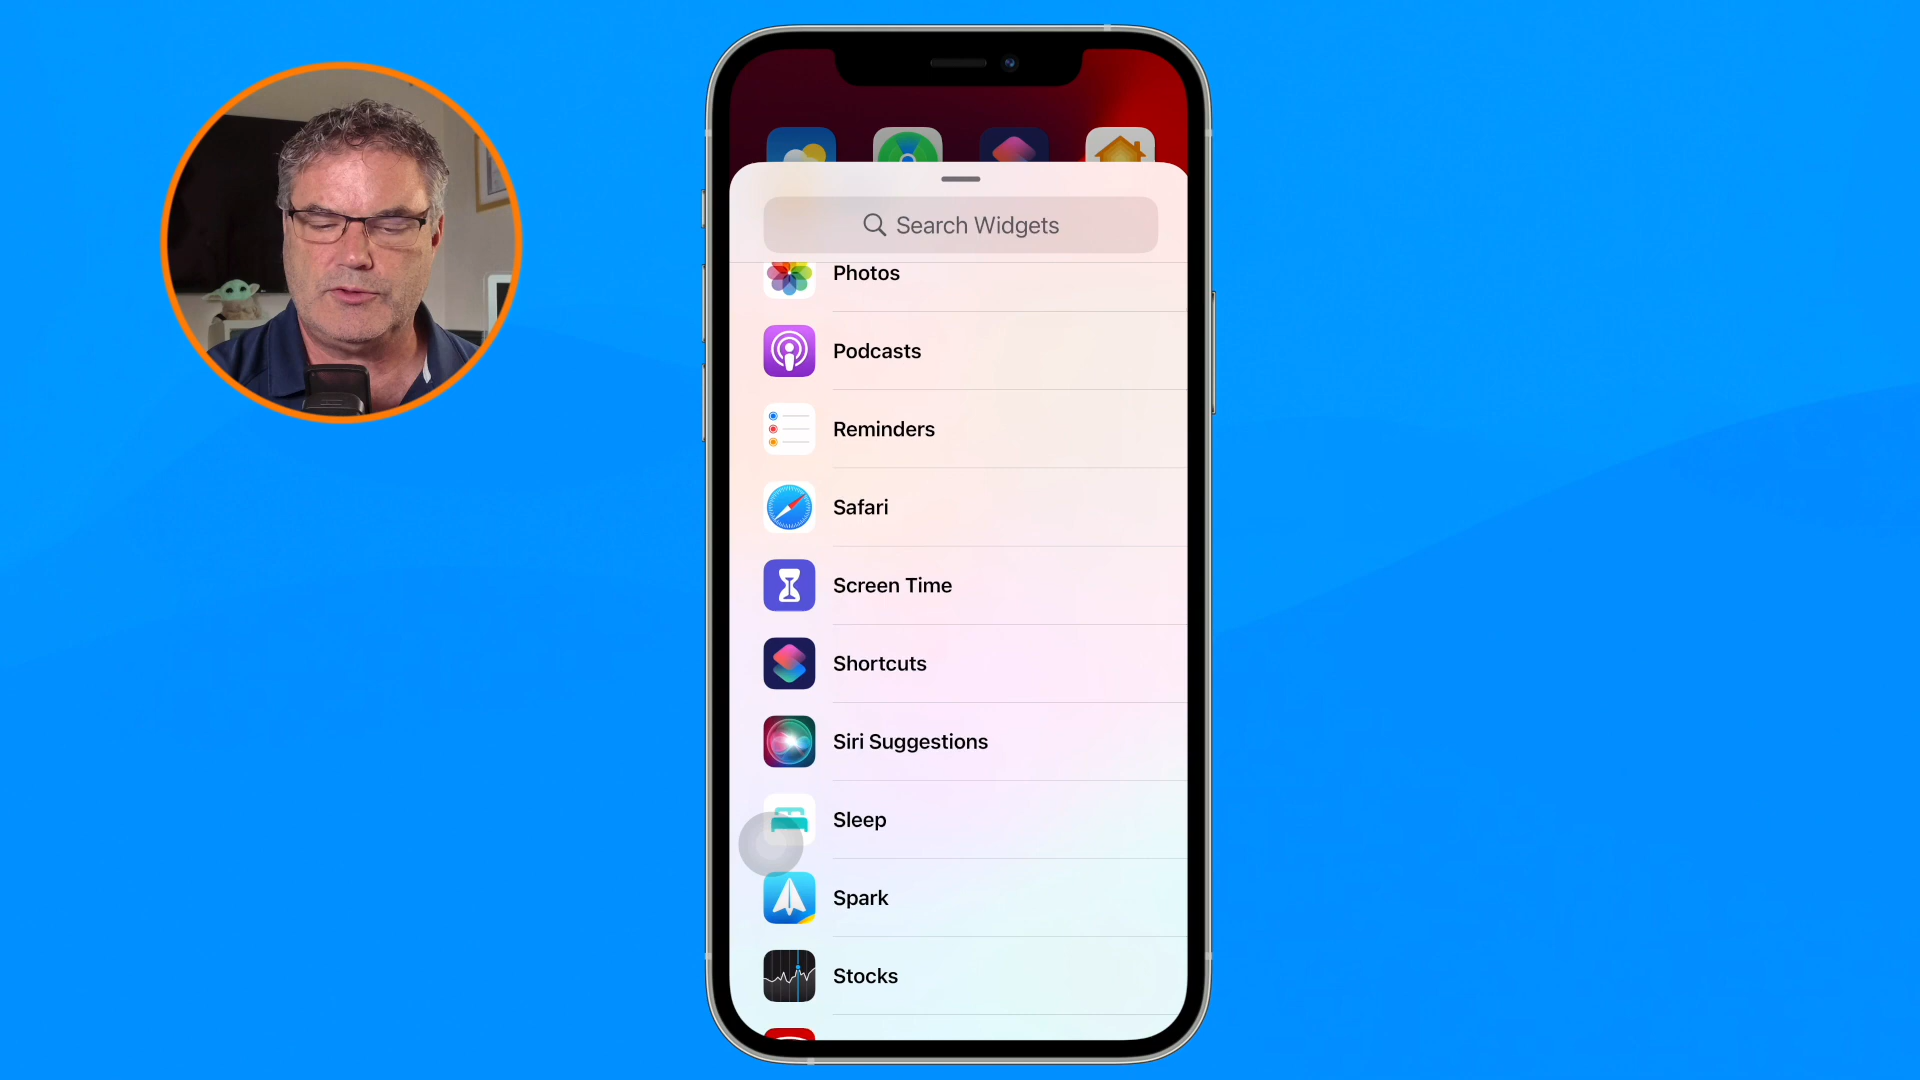 Search Widgets
Photos
Podcasts
Reminders
Safari
Screen Time
Shortcuts
Siri Suggestions
Sleep
Spark
Stocks